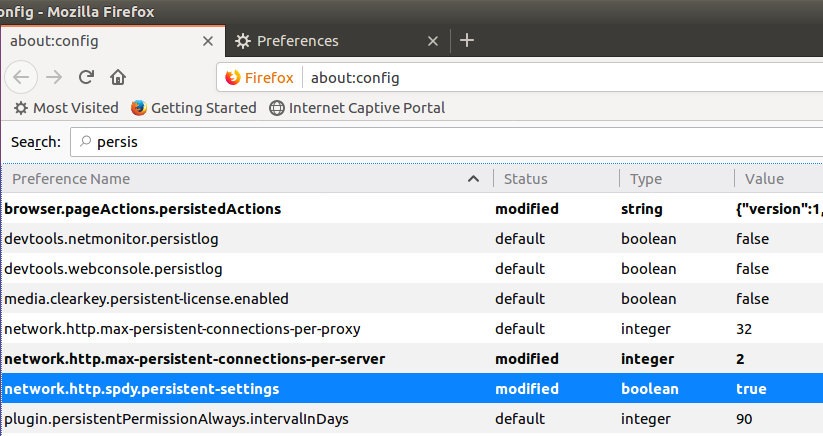 onfig - Mozilla Firefox
about:config Preferences
Firefox about:config
Most Visited Getting Started Internet Captive Portal
Search: persis
Preference Name Status Type Value
browser.pageActions.persistedActions modified string {"version":1,
devtools.netmonitor.persistlog default boolean false
devtools.webconsole.persistlog default boolean false
media.clearkey.persistent-license.enabled default boolean false
network.http.max-persistent-connections-per-proxy default integer 32
network.http.max-persistent-connections-per-server modified integer 2
network.http.spdy.persistent-settings modified boolean true
plugin.persistentPermissionAlways.intervalInDays default integer 90